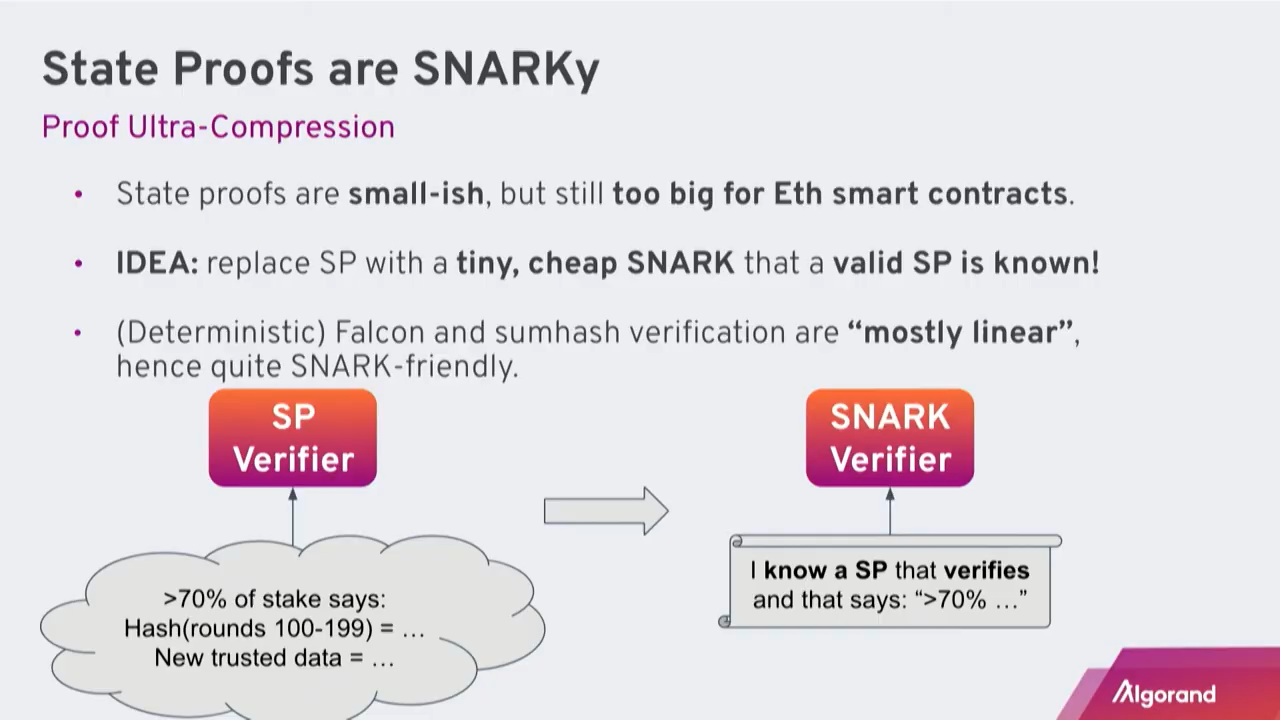 State Proofs are SNARKy
Proof Ultra-Compression
• State proofs are small-ish, but still too big for Eth smart contracts.
• IDEA: replace SP with a tiny, cheap SNARK that a valid SP is known!
• (Deterministic) Falcon and sumhash verification are “mostly linear”,
hence quite SNARK-friendly.
SP
Verifier
>70% of stake says:
Hash(rounds 100-199) = …
New trusted data = …
SNARK
Verifier
I know a SP that verifies
and that says: “>70% …”
Algorand